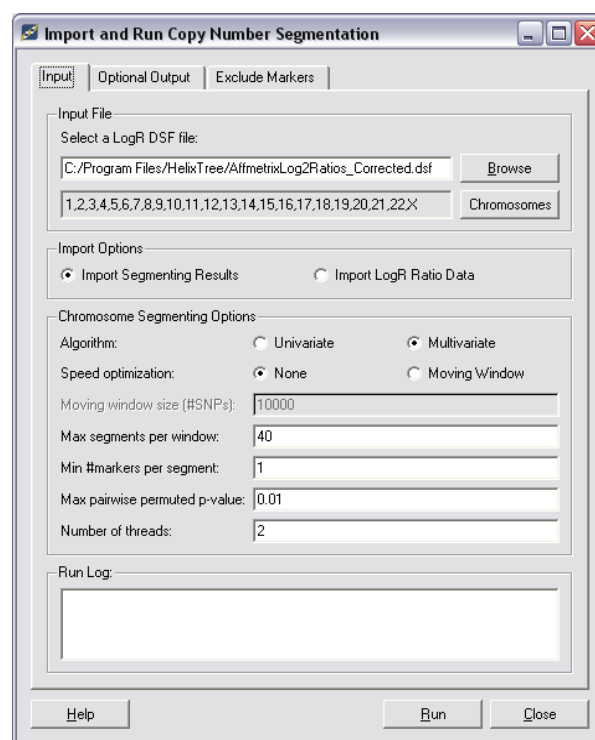 Import and Run Copy Number Segmentation
Input Optional Output Exclude Markers
Input File
Select a LogR DSF file:
C:/Program Files/HelixTree/AffmetrixLog2Ratios_Corrected.dsf Browse
1,2,3,4,5,6,7,8,9,10,11,12,13,14,15,16,17,18,19,20,21,22,X Chromosomes
Import Options
Import Segmenting Results Import LogR Ratio Data
Chromosome Segmenting Options
Algorithm: Univariate Multivariate
Speed optimization: None Moving Window
Moving window size (#SNPs): 10000
Max segments per window: 40
Min #markers per segment: 1
Max pairwise permuted p-value: 0.01
Number of threads: 2
Run Log:
Help Run Close